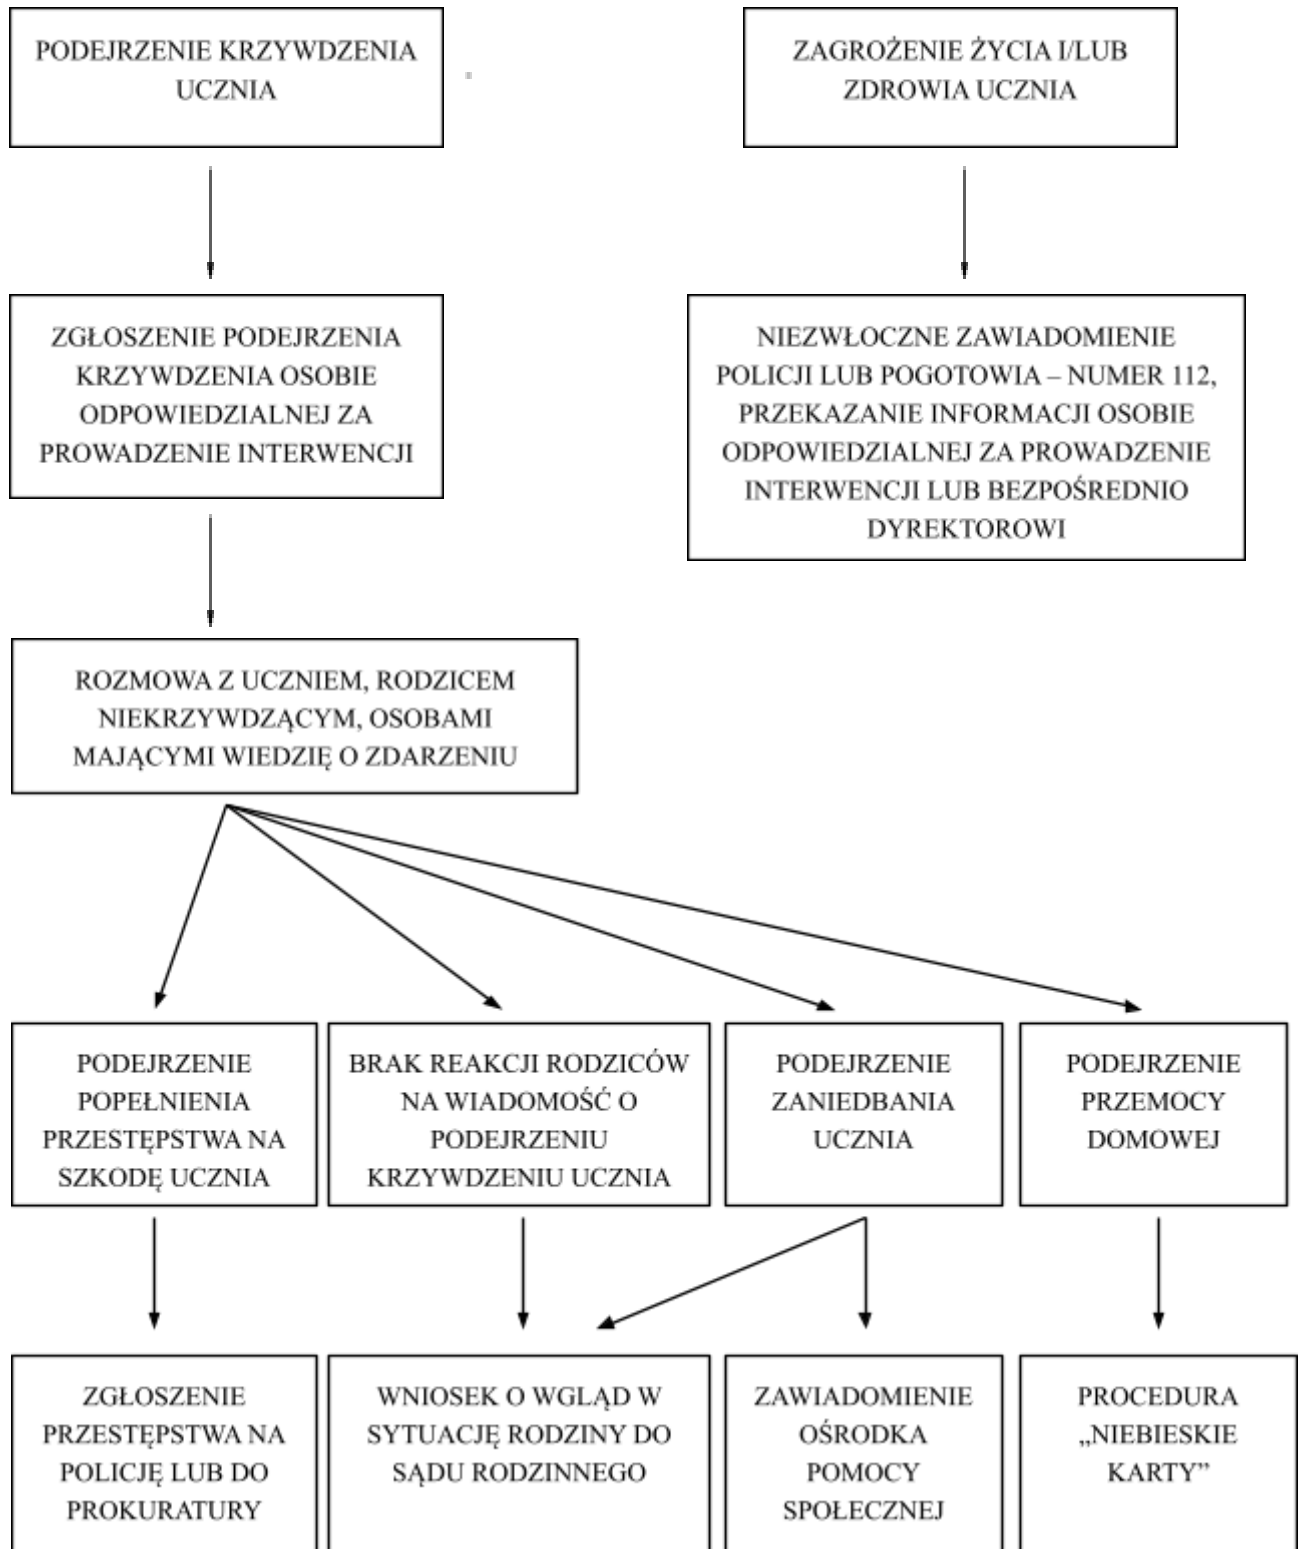 PODEJRZENIE KRZYWDZENIA
UCZNIA
ZAGROŻENIE ŻYCIA I/LUB
ZDROWIA UCZNIA
ZGŁOSZENIE PODEJRZENIA
KRZYWDZENIA OSOBIE
ODPOWIEDZIALNEJ ZA
PROWADZENIE INTERWENCJI
NIEZWŁOCZNE ZAWIADOMIENIE
POLICJI LUB POGOTOWIA – NUMER 112,
PRZEKAZANIE INFORMACJI OSOBIE
ODPOWIEDZIALNEJ ZA PROWADZENIE
INTERWENCJI LUB BEZPOŚREDNIO
DYREKTOROWI
ROZMOWA Z UCZNIEM, RODZICEM
NIEKRZYWDZĄCYM, OSOBAMI
MAJĄCYMI WIEDZIĘ O ZDARZENIU
PODEJRZENIE
POPEŁNIENIA
PRZESTĘPSTWA NA
SZKODĘ UCZNIA
BRAK REAKCJI RODZICÓW
NA WIADOMOŚĆ O
PODEJRZENIU
KRZYWDZENIU UCZNIA
PODEJRZENIE
ZANIEDBANIA
UCZNIA
PODEJRZENIE
PRZEMOCY
DOMOWEJ
ZGŁOSZENIE
PRZESTĘPSTWA NA
POLICJĘ LUB DO
PROKURATURY
WNIOSEK O WGLĄD W
SYTUACJĘ RODZINY DO
SĄDU RODZINNEGO
ZAWIADOMIENIE
OŚRODKA
POMOCY
SPOŁECZNEJ
PROCEDURA
„NIEBIESKIE
KARTY”